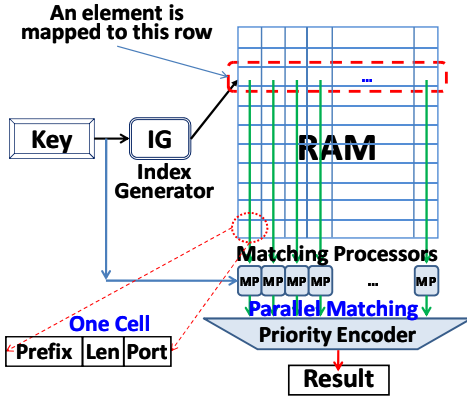 An element is
mapped to this row
...
Key
IG
Index
Generator
RAM
Matching Processors
MP MP MP MP ... MP
Parallel Matching
One Cell
Priority Encoder
Prefix Len Port
Result